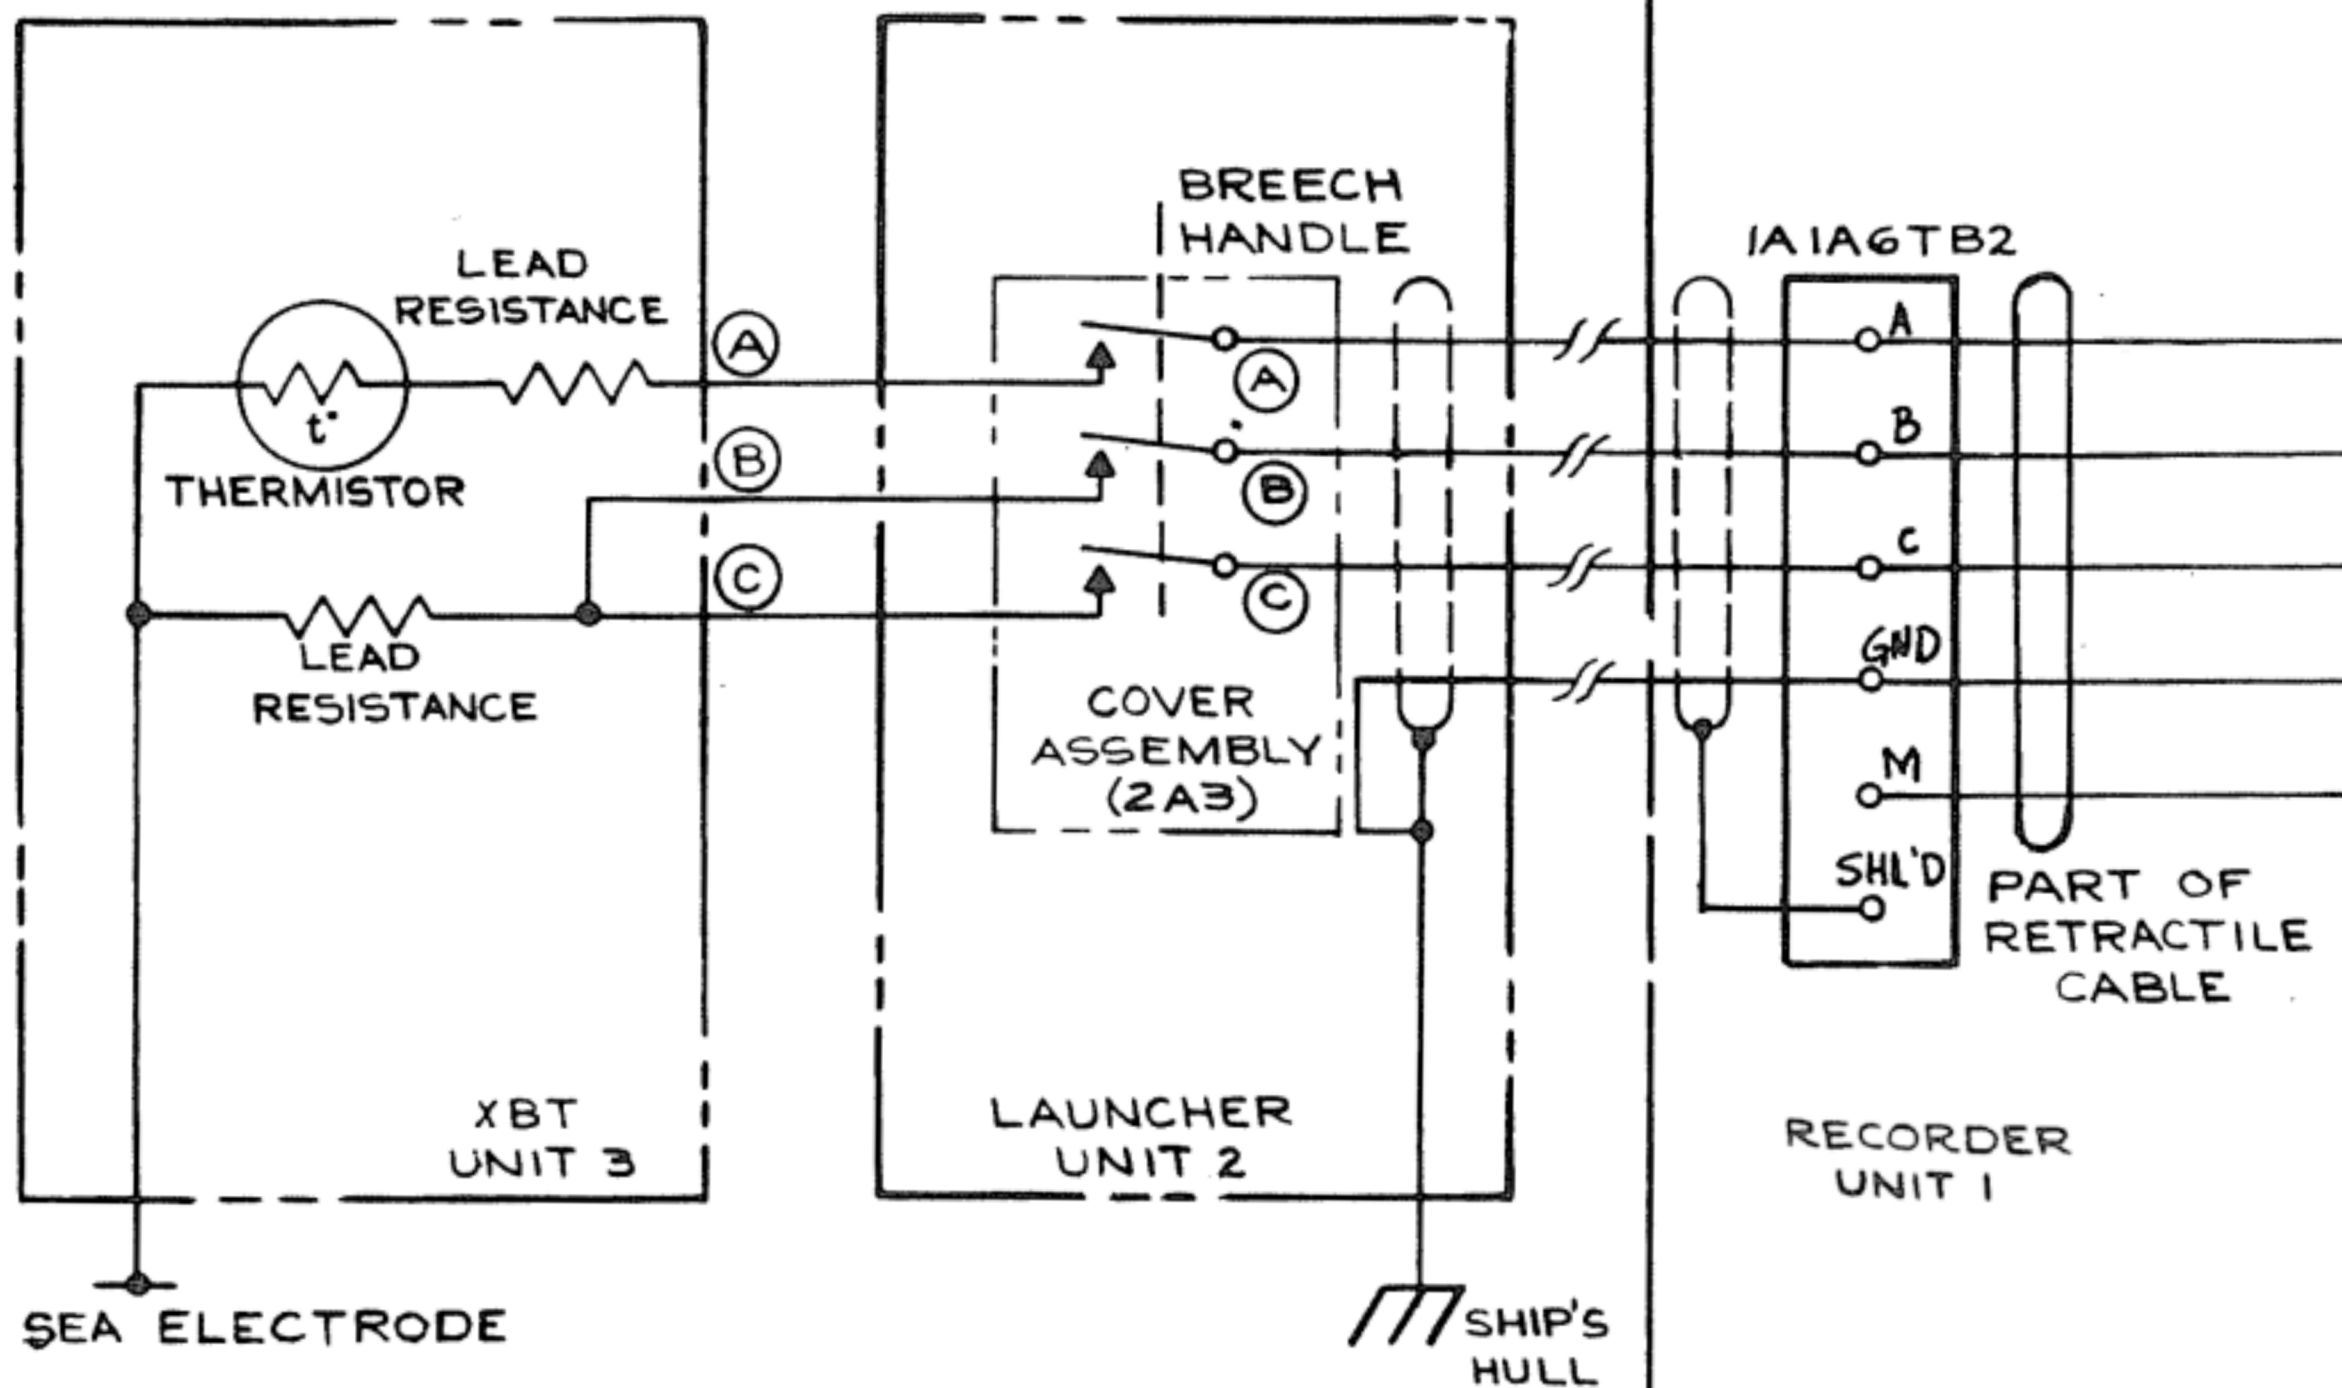 BREECH
HANDLE
1A1A6TB2
LEAD
RESISTANCE
A
A
A
t°
THERMISTOR
B
B
B
C
C
C
LEAD
RESISTANCE
GND
COVER
ASSEMBLY
(2A3)
M
SHL'D
PART OF
RETRACTILE
CABLE
XBT
UNIT 3
LAUNCHER
UNIT 2
RECORDER
UNIT 1
SEA ELECTRODE
SHIP'S
HULL